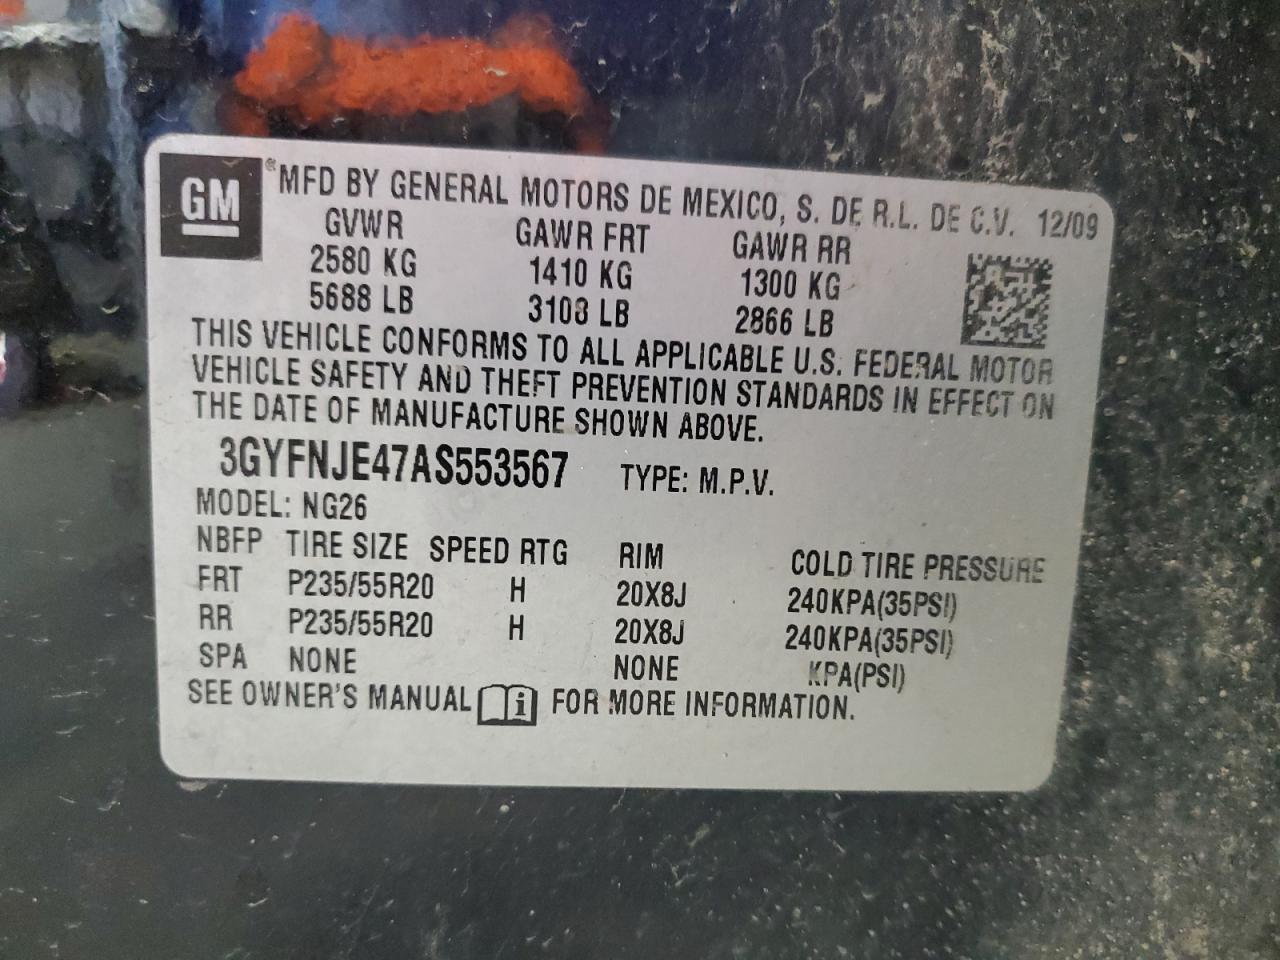 GM ® MFD BY GENERAL MOTORS DE MEXICO, S. DE R.L. DE C.V. 12/09
GVWR GAWR FRT GAWR RR
2580 KG 1410 KG 1300 KG
5688 LB 3108 LB 2866 LB
THIS VEHICLE CONFORMS TO ALL APPLICABLE U.S. FEDERAL MOTOR
VEHICLE SAFETY AND THEFT PREVENTION STANDARDS IN EFFECT ON
THE DATE OF MANUFACTURE SHOWN ABOVE.
3GYFNJE47AS553567 TYPE: M.P.V.
MODEL: NG26
NBFP TIRE SIZE SPEED RTG RIM COLD TIRE PRESSURE
FRT P235/55R20 H 20X8J 240KPA(35PSI)
RR P235/55R20 H 20X8J 240KPA(35PSI)
SPA NONE NONE KPA(PSI)
SEE OWNER'S MANUAL i FOR MORE INFORMATION.